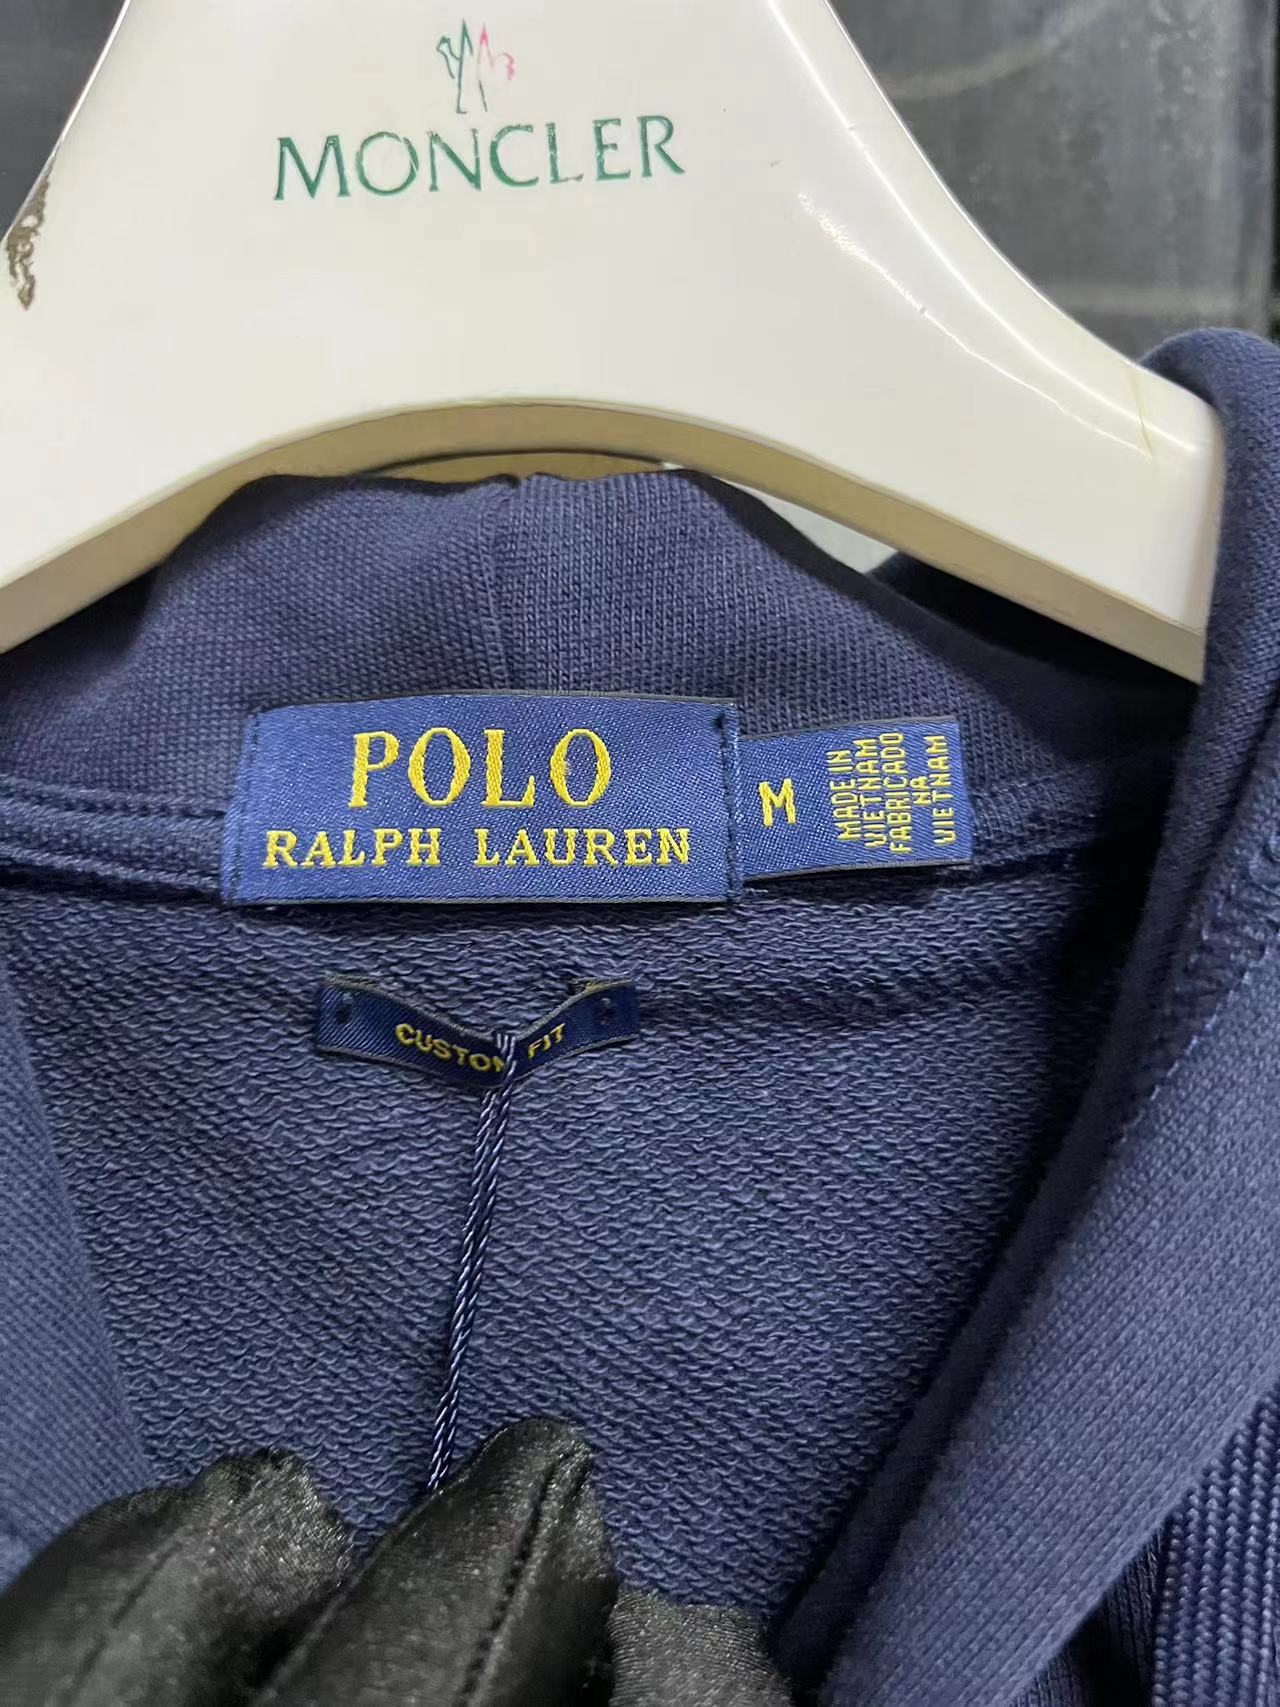 MONCLER
POLO
RALPH LAUREN
M
MADE IN
VIETNAM
FABRICADO
NA
VIETNAM
CUSTOM FIT